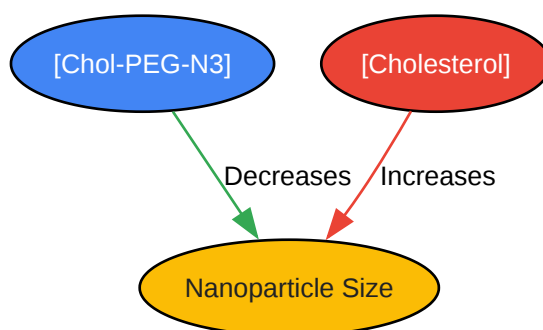 [Chol-PEG-N3]
[Cholesterol]
Decreases
Increases
Nanoparticle Size